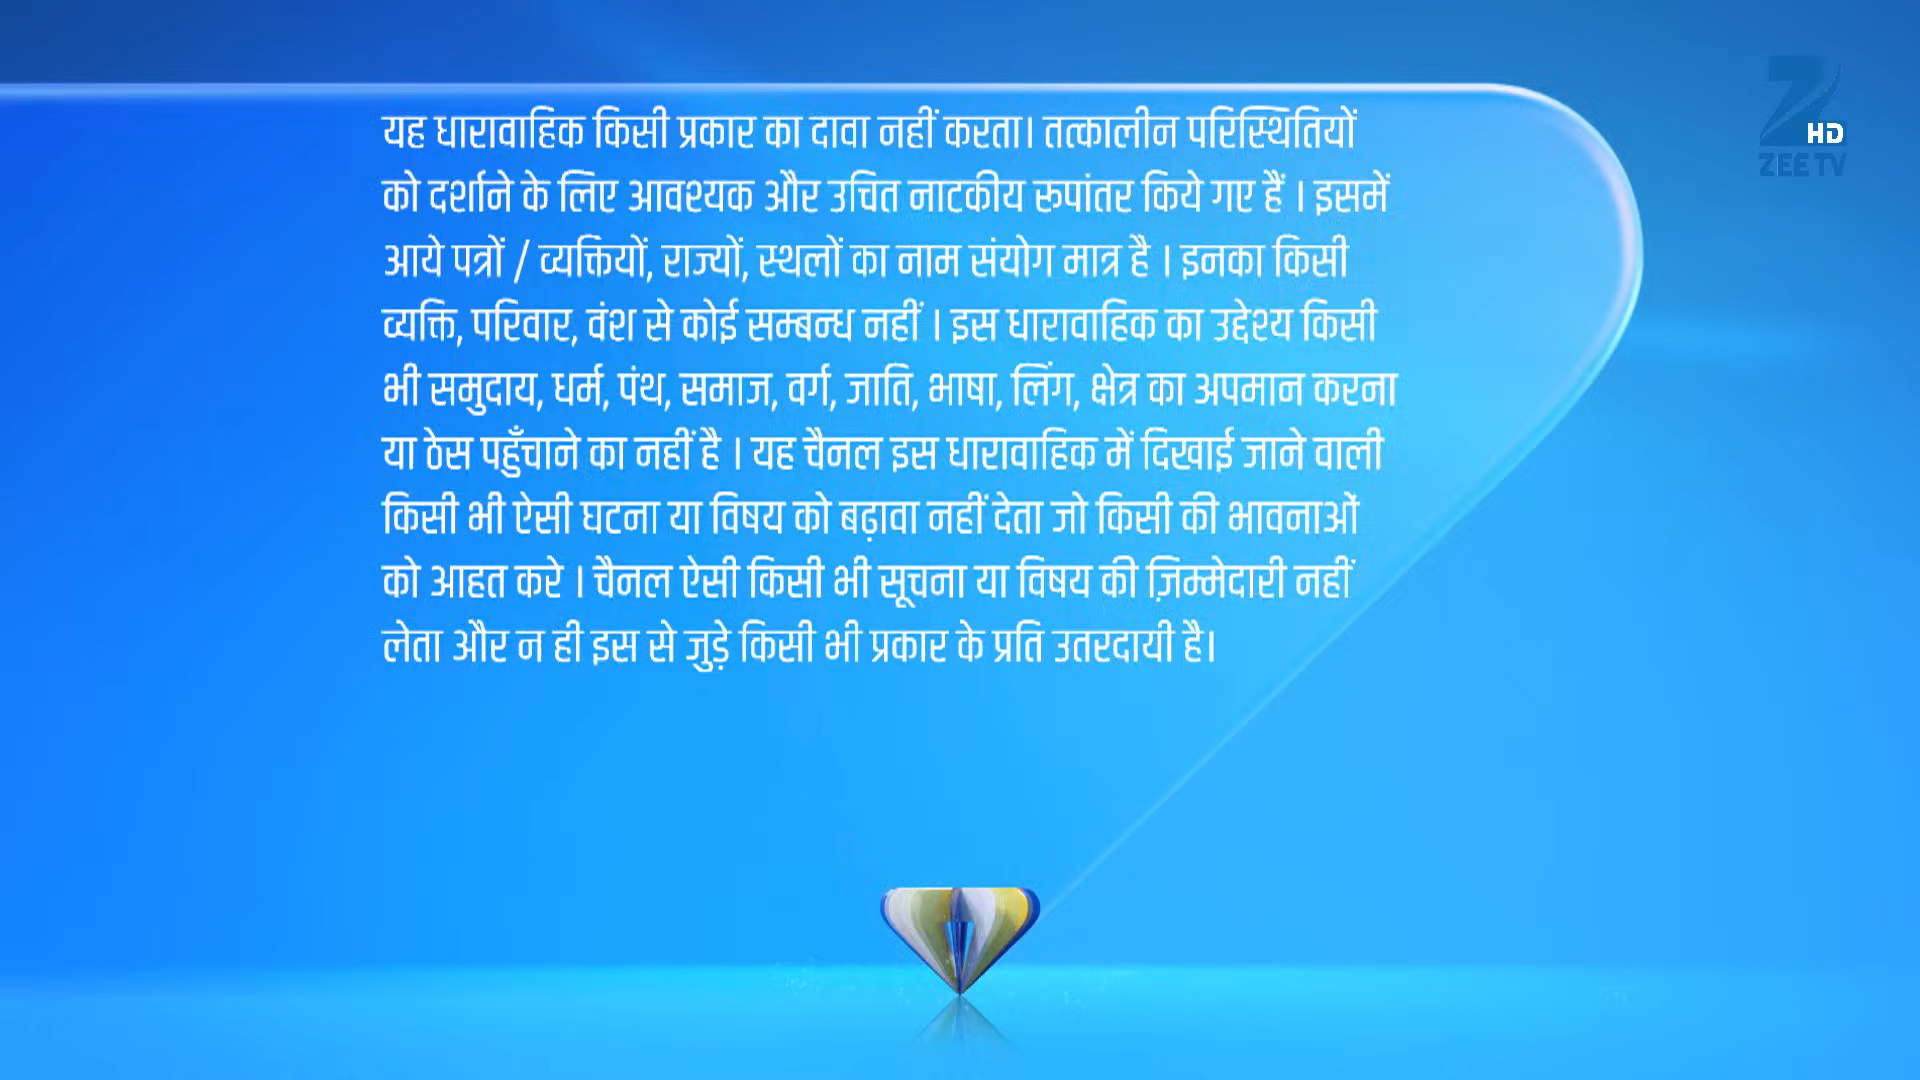 यह धारावाहिक किसी प्रकार का दावा नहीं करता। तत्कालीन परिस्थितियों
को दर्शाने के लिए आवश्यक और उचित नाटकीय रूपांतर किये गए हैं । इसमें
आये पत्रों / व्यक्तियों, राज्यों, स्थलों का नाम संयोग मात्र है । इनका किसी
व्यक्ति, परिवार, वंश से कोई सम्बन्ध नहीं । इस धारावाहिक का उद्देश्य किसी
भी समुदाय, धर्म, पंथ, समाज, वर्ग, जाति, भाषा, लिंग, क्षेत्र का अपमान करना
या ठेस पहुँचाने का नहीं है । यह चैनल इस धारावाहिक में दिखाई जाने वाली
किसी भी ऐसी घटना या विषय को बढ़ावा नहीं देता जो किसी की भावनाओं
को आहत करे । चैनल ऐसी किसी भी सूचना या विषय की ज़िम्मेदारी नहीं
लेता और न ही इस से जुड़े किसी भी प्रकार के प्रति उतरदायी है।
HD
ZEE TV